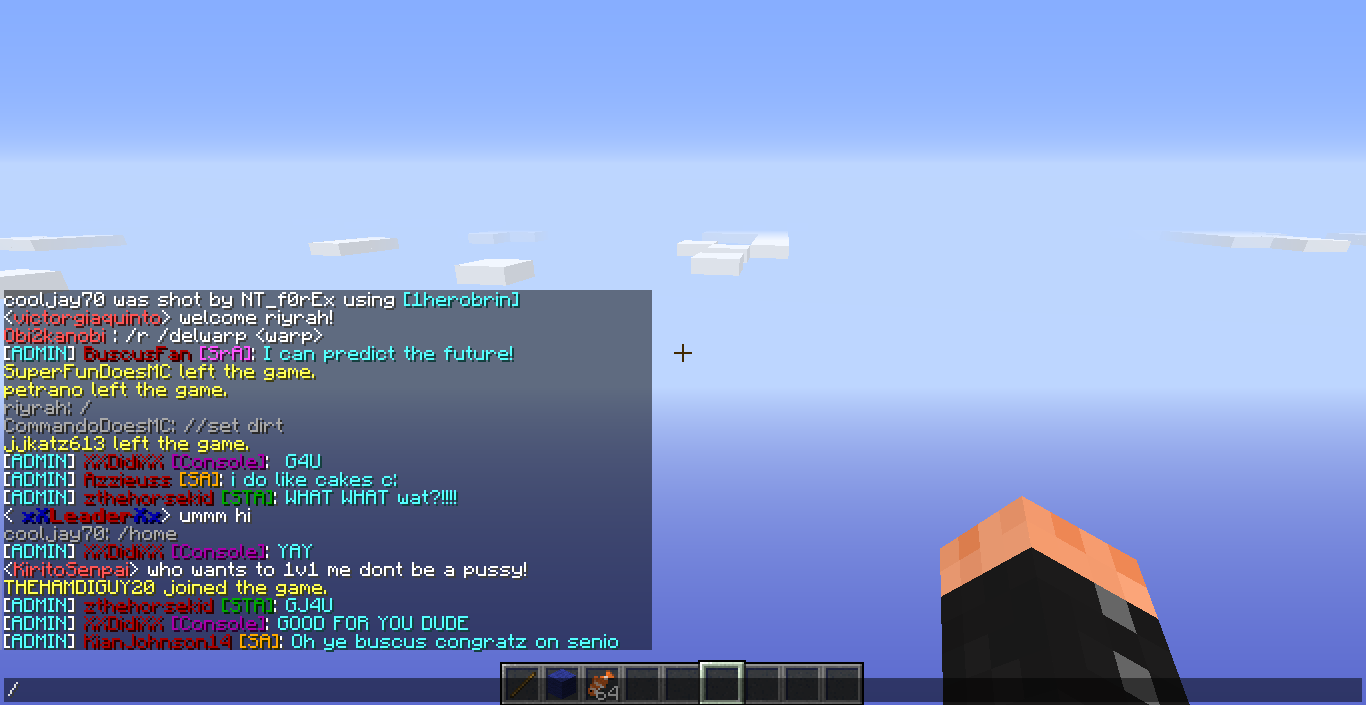 cooljay70 was shot by NT_f0rEx using [1herobrin]
<victorgiaquinto> welcome riyrah!
Obi2kanobi : /r /delwarp <warp>
[ADMIN] BuscusFan [SrA]: I can predict the future!
SuperFunDoesMC left the game.
petrano left the game.
riyrah: /
CommandoDoesMC: //set dirt
jjkatz613 left the game.
[ADMIN] XXDidiXX [Console]: G4U
[ADMIN] Azzieuss [SA]: i do like cakes c:
[ADMIN] zthehorsekid [STA]: WHAT WHAT wat?!!!!
< xXLeaderXx> ummm hi
cooljay70: /home
[ADMIN] XXDidiXX [Console]: YAY
<KiritoSenpai> who wants to 1v1 me dont be a pussy!
THEHAMDIGUY20 joined the game.
[ADMIN] zthehorsekid [STA]: GJ4U
[ADMIN] XXDidiXX [Console]: GOOD FOR YOU DUDE
[ADMIN] KianJohnson14 [SA]: Oh ye buscus congratz on senio
64
/